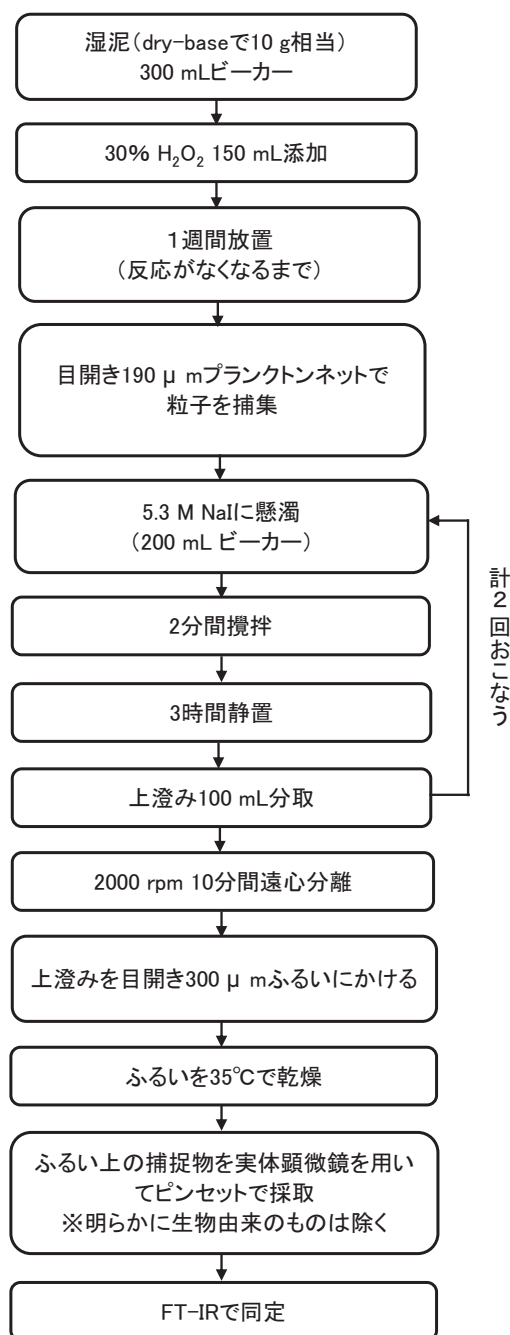 湿泥（dry-baseで10 g相当）
300 mLビーカー
30% H₂O₂ 150 mL添加
１週間放置
（反応がなくなるまで）
目開き190 μ mプランクトンネットで
粒子を捕集
5.3 M NaIに懸濁
（200 mL ビーカー）
2分間攪拌
3時間静置
上澄み100 mL分取
計２回おこなう
2000 rpm 10分間遠心分離
上澄みを目開き300 μ mふるいにかける
ふるいを35℃で乾燥
ふるい上の捕捉物を実体顕微鏡を用い
てピンセットで採取
※明らかに生物由来のものは除く
FT-IRで同定